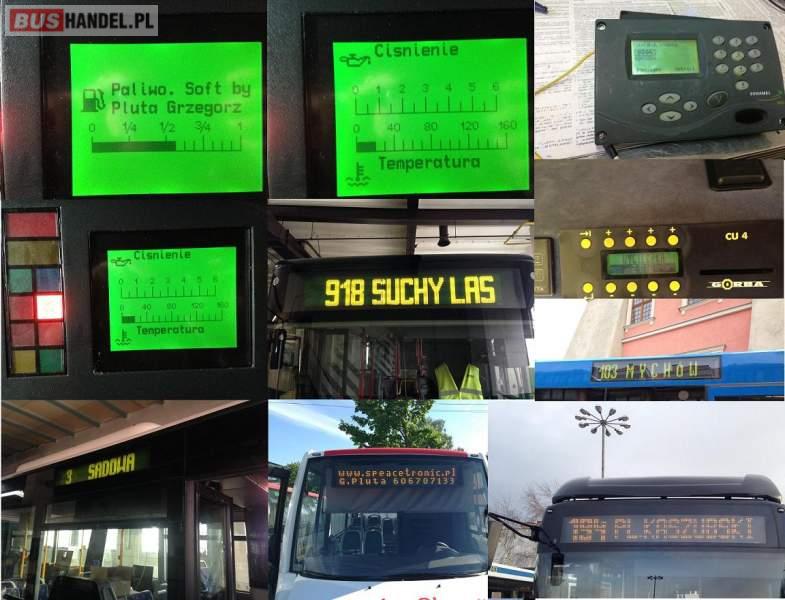 BUSHANDEL.PL
Paliwo. Soft by
Pluta Grzegorz
0 1/4 1/2 3/4 1
Cisnienie
0 1 2 3 4 5 6
0 40 80 120 160
Temperatura
Cisnienie
0 1 2 3 4 5 6
0 40 80 120 160
Temperatura
918 SUCHY LAS
CU 4
GORBA
103 MYCHÓW
3 SADOWA
www.speacetronic.pl
G.Pluta 606707133
194 PL.KASZUBSKI